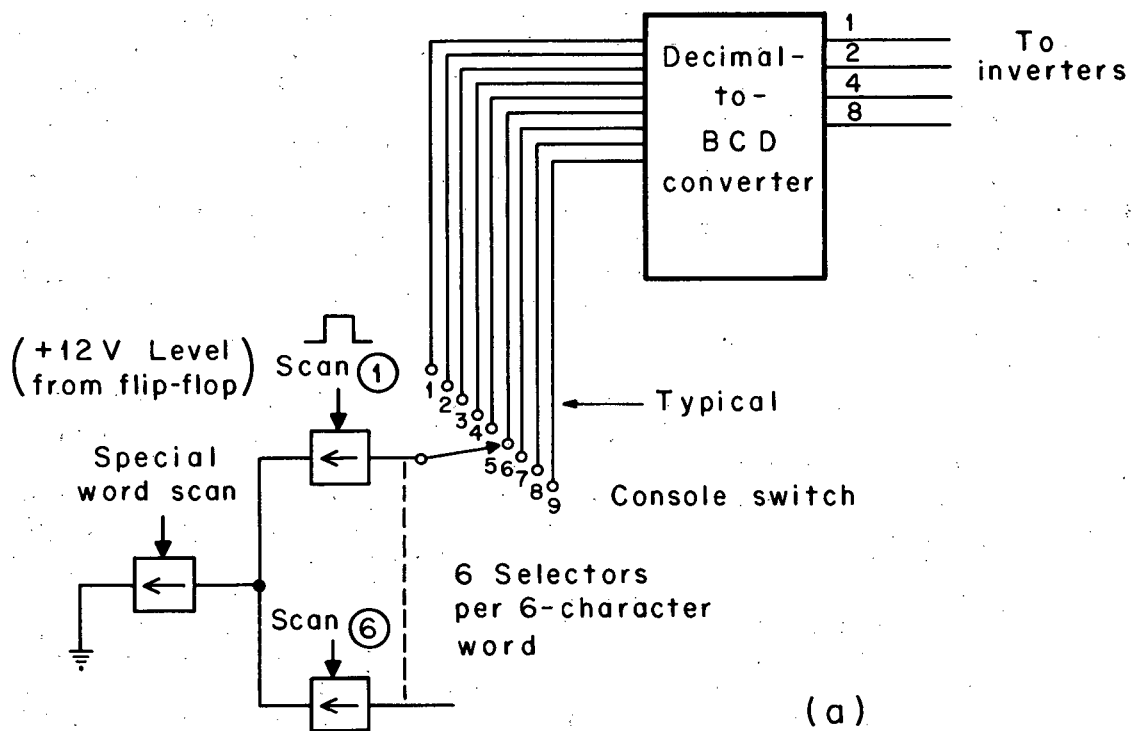 1
2
4
8
To
inverters
Decimal-
to-
BCD
converter
(+12V Level
from flip-flop)
Scan 1
1
2
3
4
5
6
7
8
9
Typical
Console switch
Special
word scan
Scan 6
6 Selectors
per 6-character
word
(a)